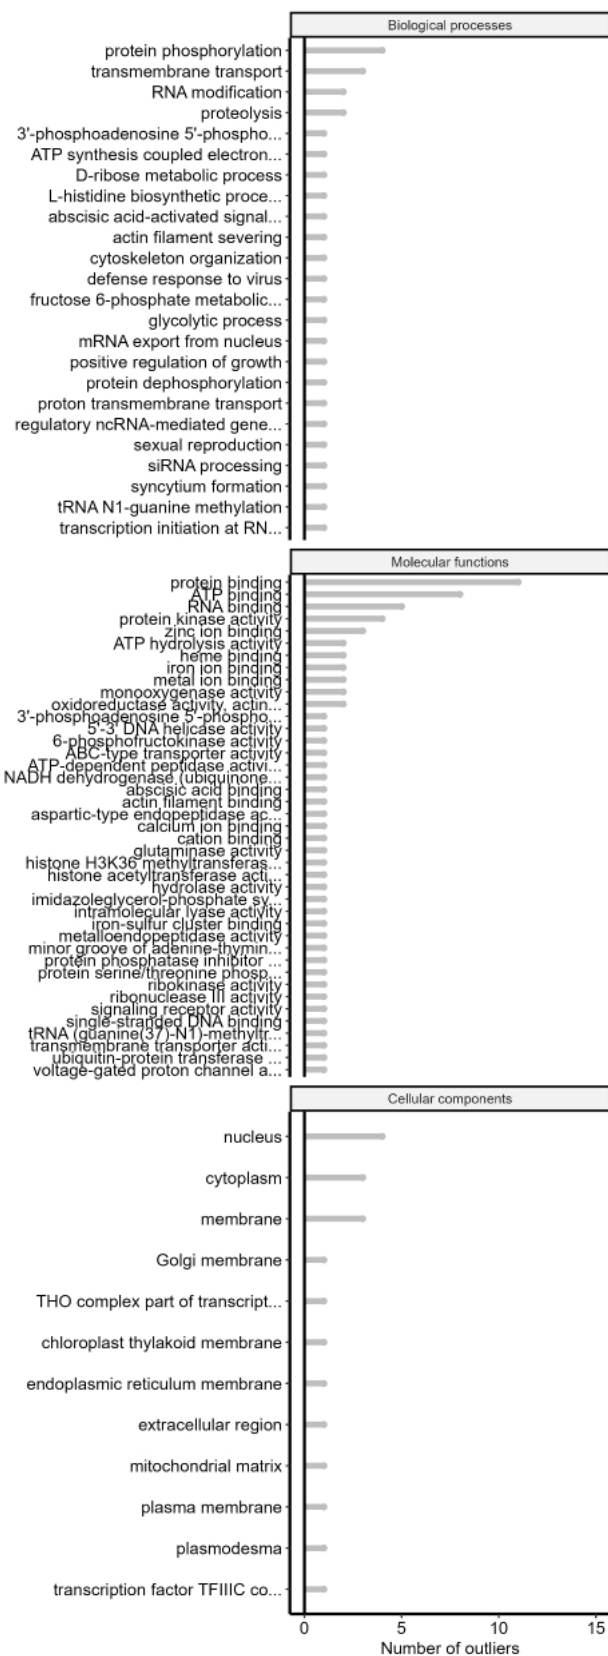 Biological processes
protein phosphorylation
transmembrane transport
RNA modification
proteolysis
3'-phosphoadenosine 5'-phospho...
ATP synthesis coupled electron...
D-ribose metabolic process
L-histidine biosynthetic proce...
abscisic acid-activated signal...
actin filament severing
cytoskeleton organization
defense response to virus
fructose 6-phosphate metabolic...
glycolytic process
mRNA export from nucleus
positive regulation of growth
protein dephosphorylation
proton transmembrane transport
regulatory ncRNA-mediated gene...
sexual reproduction
siRNA processing
syncytium formation
tRNA N1-guanine methylation
transcription initiation at RN...
Molecular functions
protein binding
ATP binding
RNA binding
protein kinase activity
zinc ion binding
ATP hydrolysis activity
heme binding
iron ion binding
metal ion binding
monooxygenase activity
oxidoreductase activity, actin...
3'-phosphoadenosine 5'-phospho...
5'-3' DNA helicase activity
6-phosphofructokinase activity
ABC-type transporter activity
ATP-dependent peptidase activi...
NADH dehydrogenase (ubiquinone...
abscisic acid binding
actin filament binding
aspartic-type endopeptidase ac...
calcium ion binding
cation binding
glutaminase activity
histone H3K36 methyltransferas...
histone acetyltransferase acti...
hydrolase activity
imidazoleglycerol-phosphate sy...
intramolecular lyase activity
iron-sulfur cluster binding
metalloendopeptidase activity
minor groove of adenine-thymin...
protein phosphatase inhibitor ...
protein serine/threonine phosp...
ribokinase activity
ribonuclease III activity
signaling receptor activity
single-stranded DNA binding
tRNA (guanine(37)-N1)-methyltr...
transmembrane transporter acti...
ubiquitin-protein transferase ...
voltage-gated proton channel a...
Cellular components
nucleus
cytoplasm
membrane
Golgi membrane
THO complex part of transcript...
chloroplast thylakoid membrane
endoplasmic reticulum membrane
extracellular region
mitochondrial matrix
plasma membrane
plasmodesma
transcription factor TFIIIC co...
0 5 10 15
Number of outliers